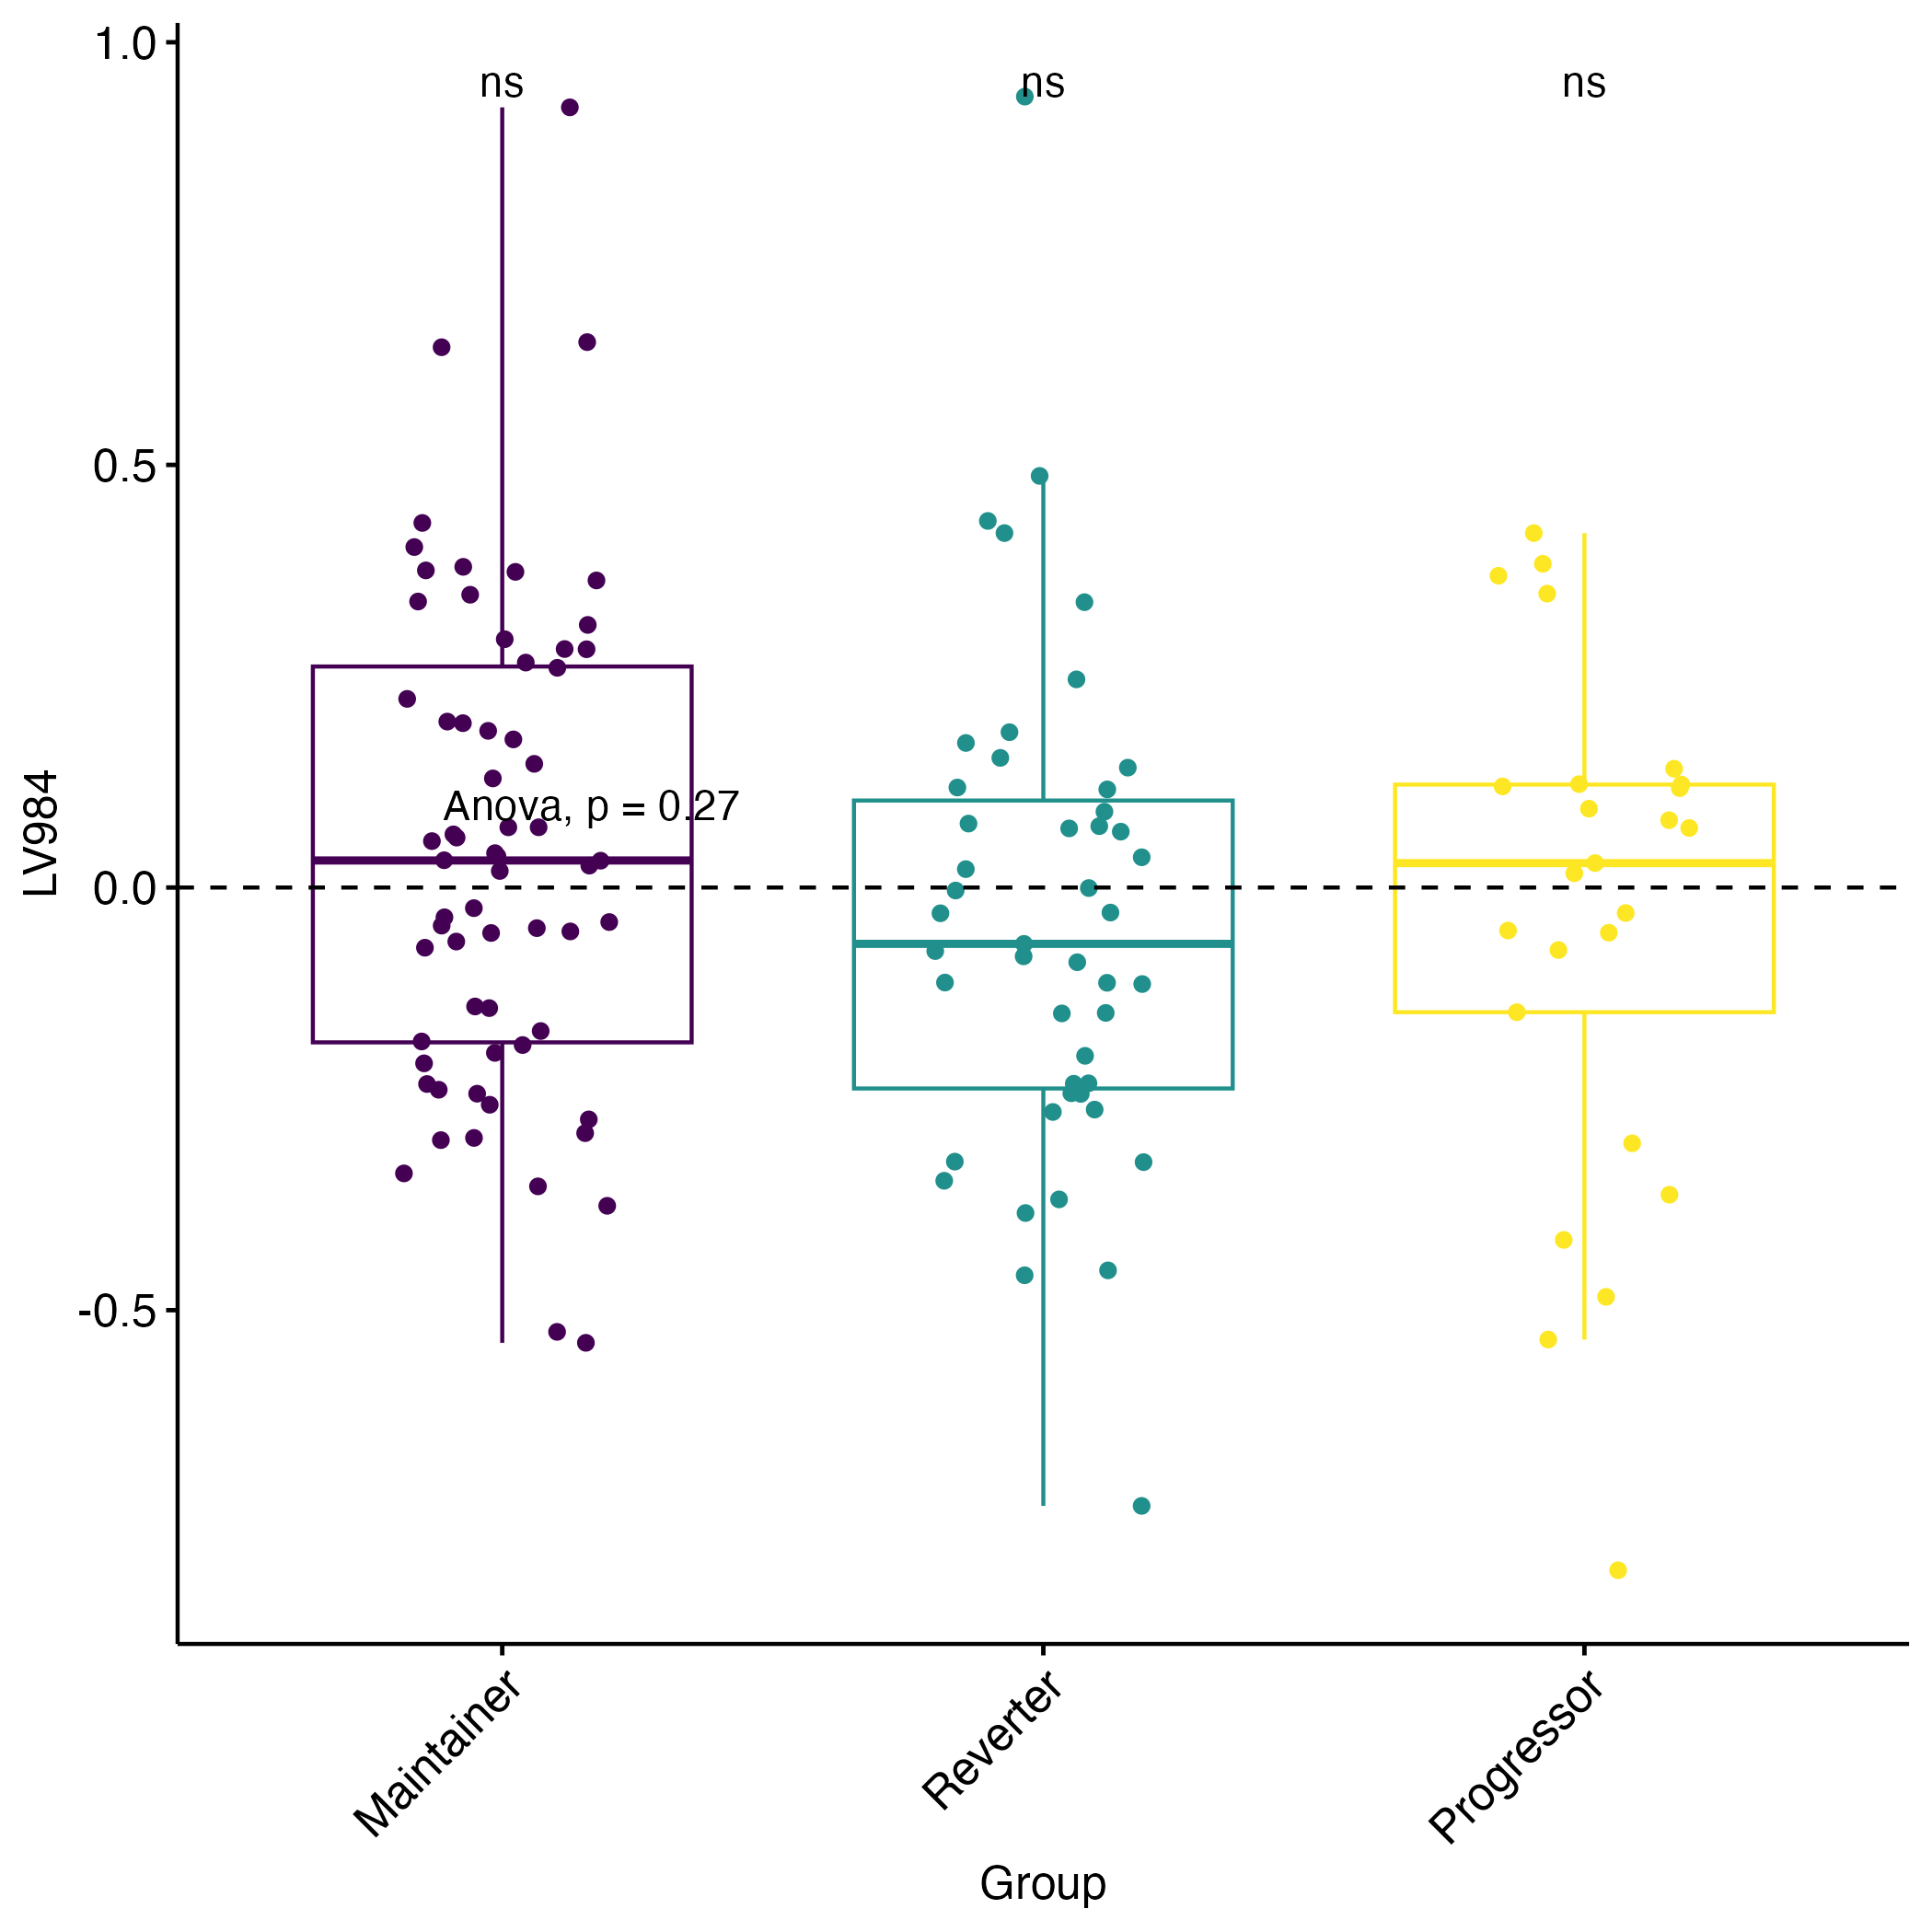 1.0
ns
ns
ns
0.5
Anova, p = 0.27
LV984
0.0
-0.5
Maintainer
Reverter
Progressor
Group